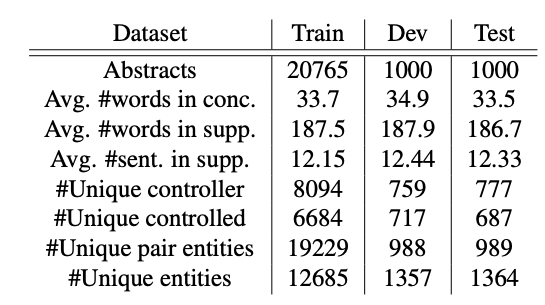 Dataset Train Dev Test
Abstracts 20765 1000 1000
Avg. #words in conc. 33.7 34.9 33.5
Avg. #words in supp. 187.5 187.9 186.7
Avg. #sent. in supp. 12.15 12.44 12.33
#Unique controller 8094 759 777
#Unique controlled 6684 717 687
#Unique pair entities 19229 988 989
#Unique entities 12685 1357 1364